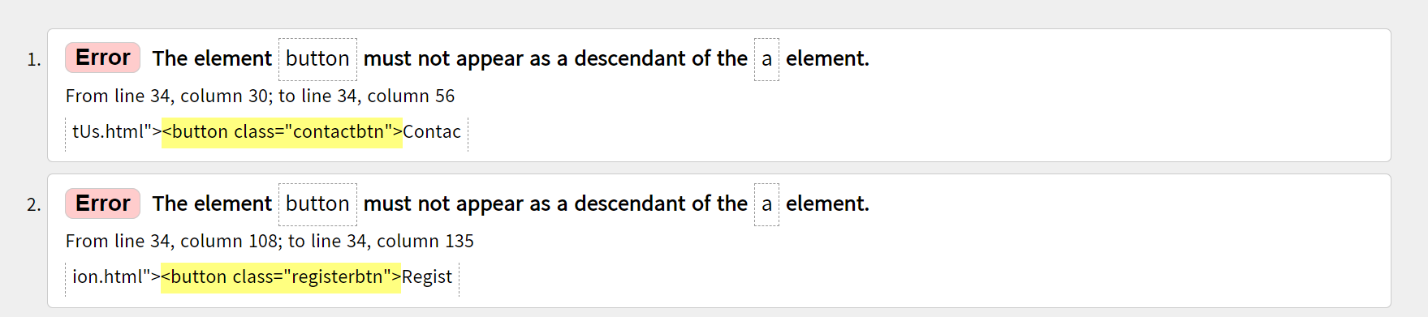 1. Error The element button must not appear as a descendant of the a element.
From line 34, column 30; to line 34, column 56
tUs.html"><button class="contactbtn">Contac
2. Error The element button must not appear as a descendant of the a element.
From line 34, column 108; to line 34, column 135
ion.html"><button class="registerbtn">Regist